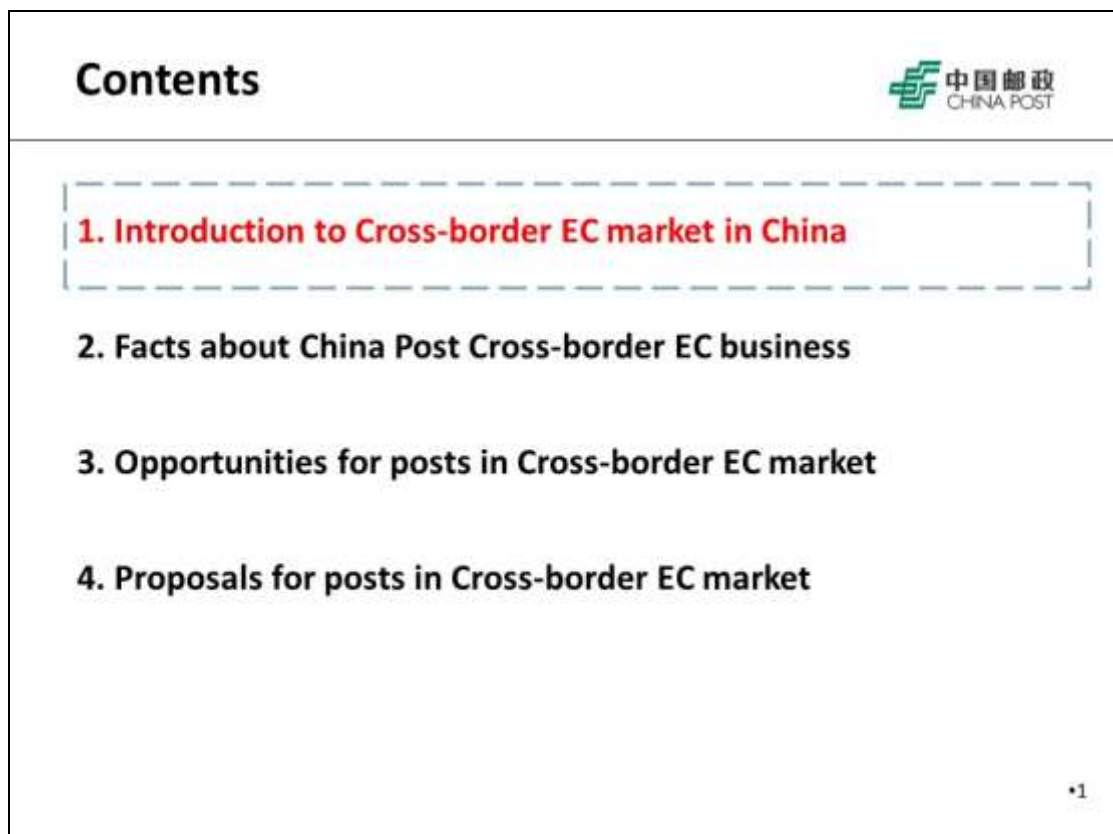 Contents
中国邮政
CHINA POST
1. Introduction to Cross-border EC market in China
2. Facts about China Post Cross-border EC business
3. Opportunities for posts in Cross-border EC market
4. Proposals for posts in Cross-border EC market
•1